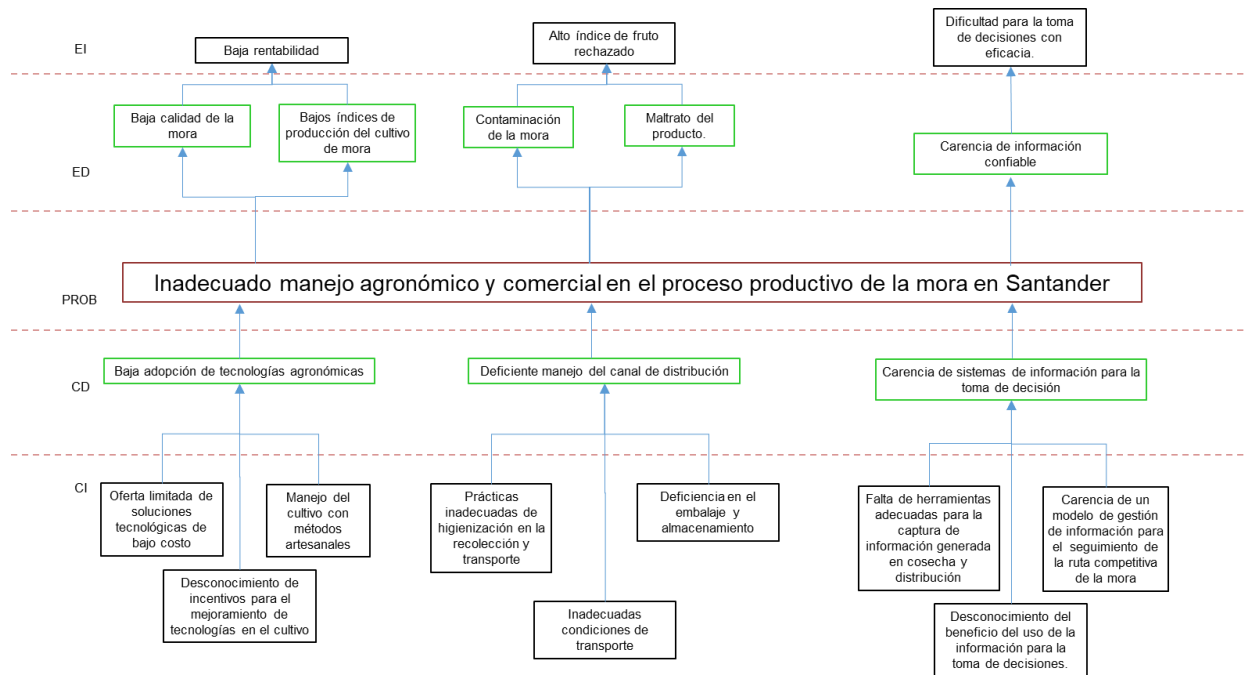 EI
Baja rentabilidad
Alto índice de fruto
rechazado
Dificultad para la toma
de decisiones con
eficacia.
ED
Baja calidad de la
mora
Bajos índices de
producción del cultivo
de mora
Contaminación
de la mora
Maltrato del
producto.
Carencia de información
confiable
PROB
Inadecuado manejo agronómico y comercial en el proceso productivo de la mora en Santander
CD
Baja adopción de tecnologías agronómicas
Deficiente manejo del canal de distribución
Carencia de sistemas de información para la
toma de decisión
CI
Oferta limitada de
soluciones
tecnológicas de
bajo costo
Manejo del
cultivo con
métodos
artesanales
Desconocimiento de
incentivos para el
mejoramiento de
tecnologías en el cultivo
Prácticas
inadecuadas de
higienización en la
recolección y
transporte
Deficiencia en el
embalaje y
almacenamiento
Inadecuadas
condiciones de
transporte
Falta de herramientas
adecuadas para la
captura de
información generada
en cosecha y
distribución
Carencia de un
modelo de gestión
de información para
el seguimiento de
la ruta competitiva
de la mora
Desconocimiento del
beneficio del uso de la
información para la
toma de decisiones.